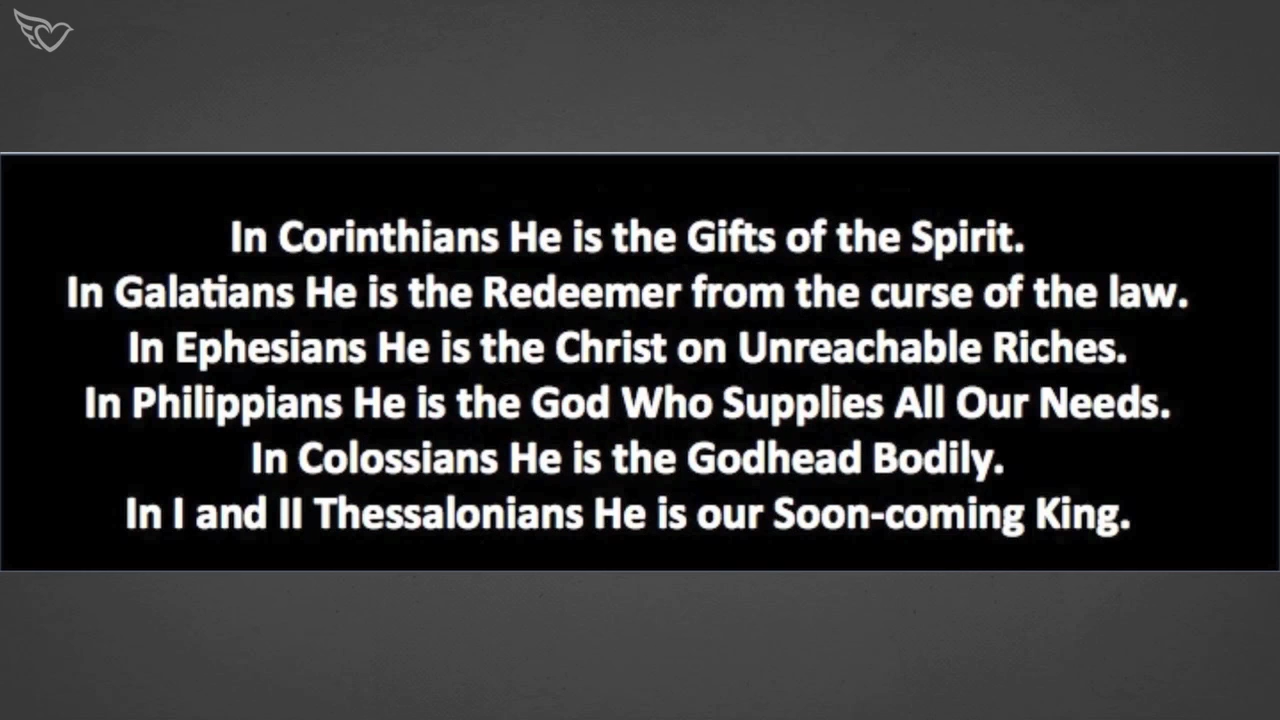 In Corinthians He is the Gifts of the Spirit.
In Galatians He is the Redeemer from the curse of the law.
In Ephesians He is the Christ on Unreachable Riches.
In Philippians He is the God Who Supplies All Our Needs.
In Colossians He is the Godhead Bodily.
In I and II Thessalonians He is our Soon-coming King.